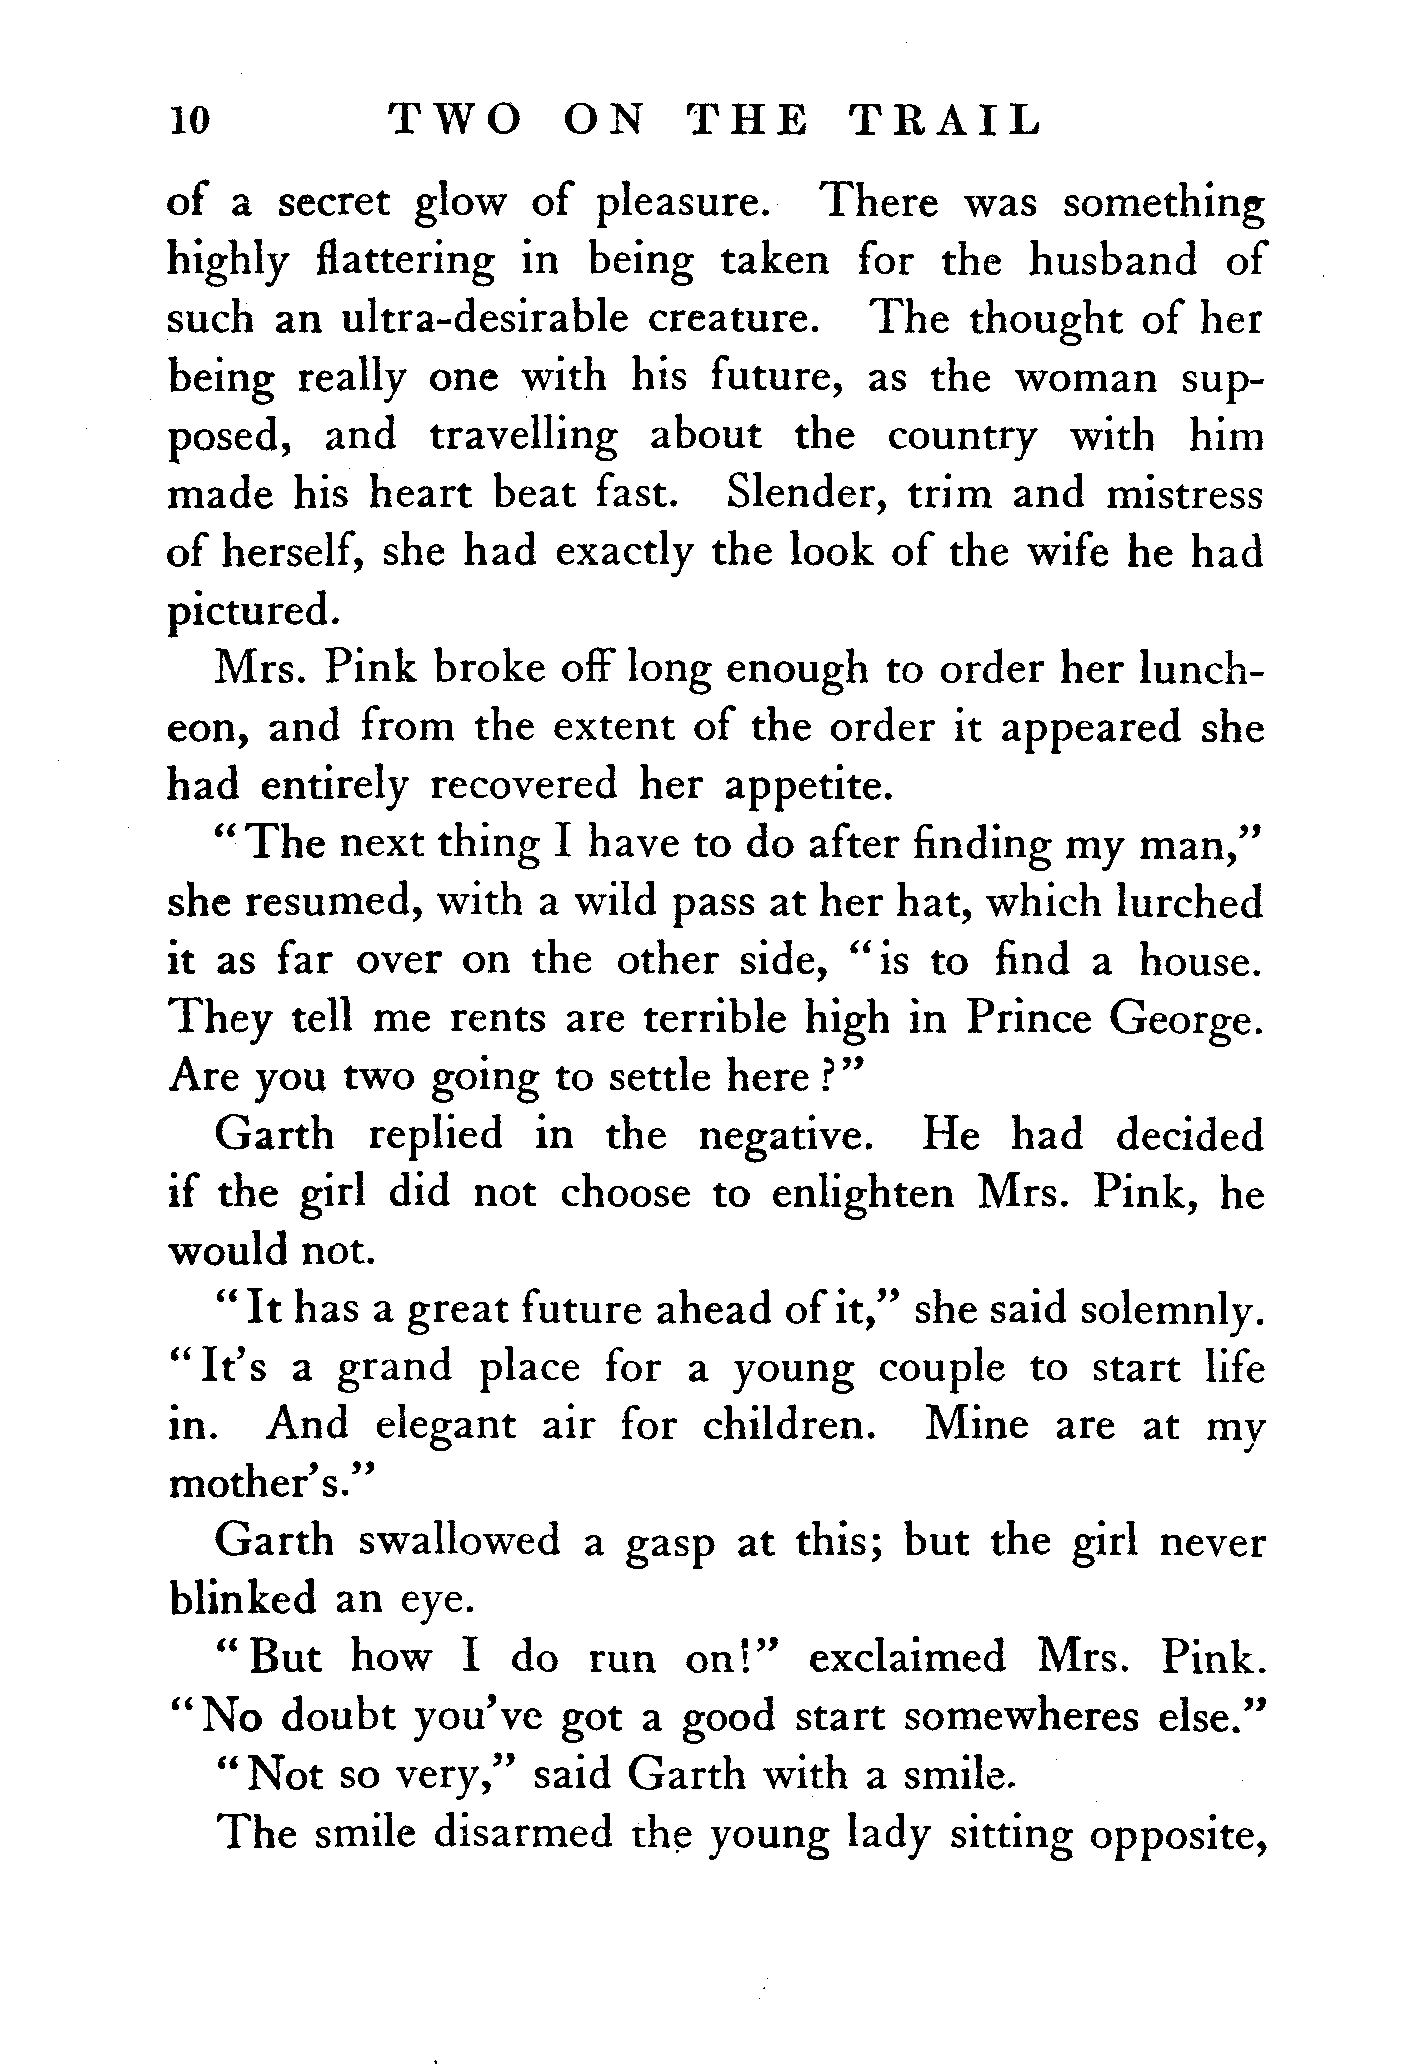 10 TWO ON THE TRAIL
of a secret glow of pleasure. There was something
highly flattering in being taken for the husband of
such an ultra-desirable creature. The thought of her
being really one with his future, as the woman sup-
posed, and travelling about the country with him
made his heart beat fast. Slender, trim and mistress
of herself, she had exactly the look of the wife he had
pictured.
Mrs. Pink broke off long enough to order her lunch-
eon, and from the extent of the order it appeared she
had entirely recovered her appetite.
“The next thing I have to do after finding my man,”
she resumed, with a wild pass at her hat, which lurched
it as far over on the other side, “is to find a house.
They tell me rents are terrible high in Prince George.
Are you two going to settle here?”
Garth replied in the negative. He had decided
if the girl did not choose to enlighten Mrs. Pink, he
would not.
“It has a great future ahead of it,” she said solemnly.
“It’s a grand place for a young couple to start life
in. And elegant air for children. Mine are at my
mother’s.”
Garth swallowed a gasp at this; but the girl never
blinked an eye.
“But how I do run on!” exclaimed Mrs. Pink.
“No doubt you’ve got a good start somewheres else.”
“Not so very,” said Garth with a smile.
The smile disarmed the young lady sitting opposite,